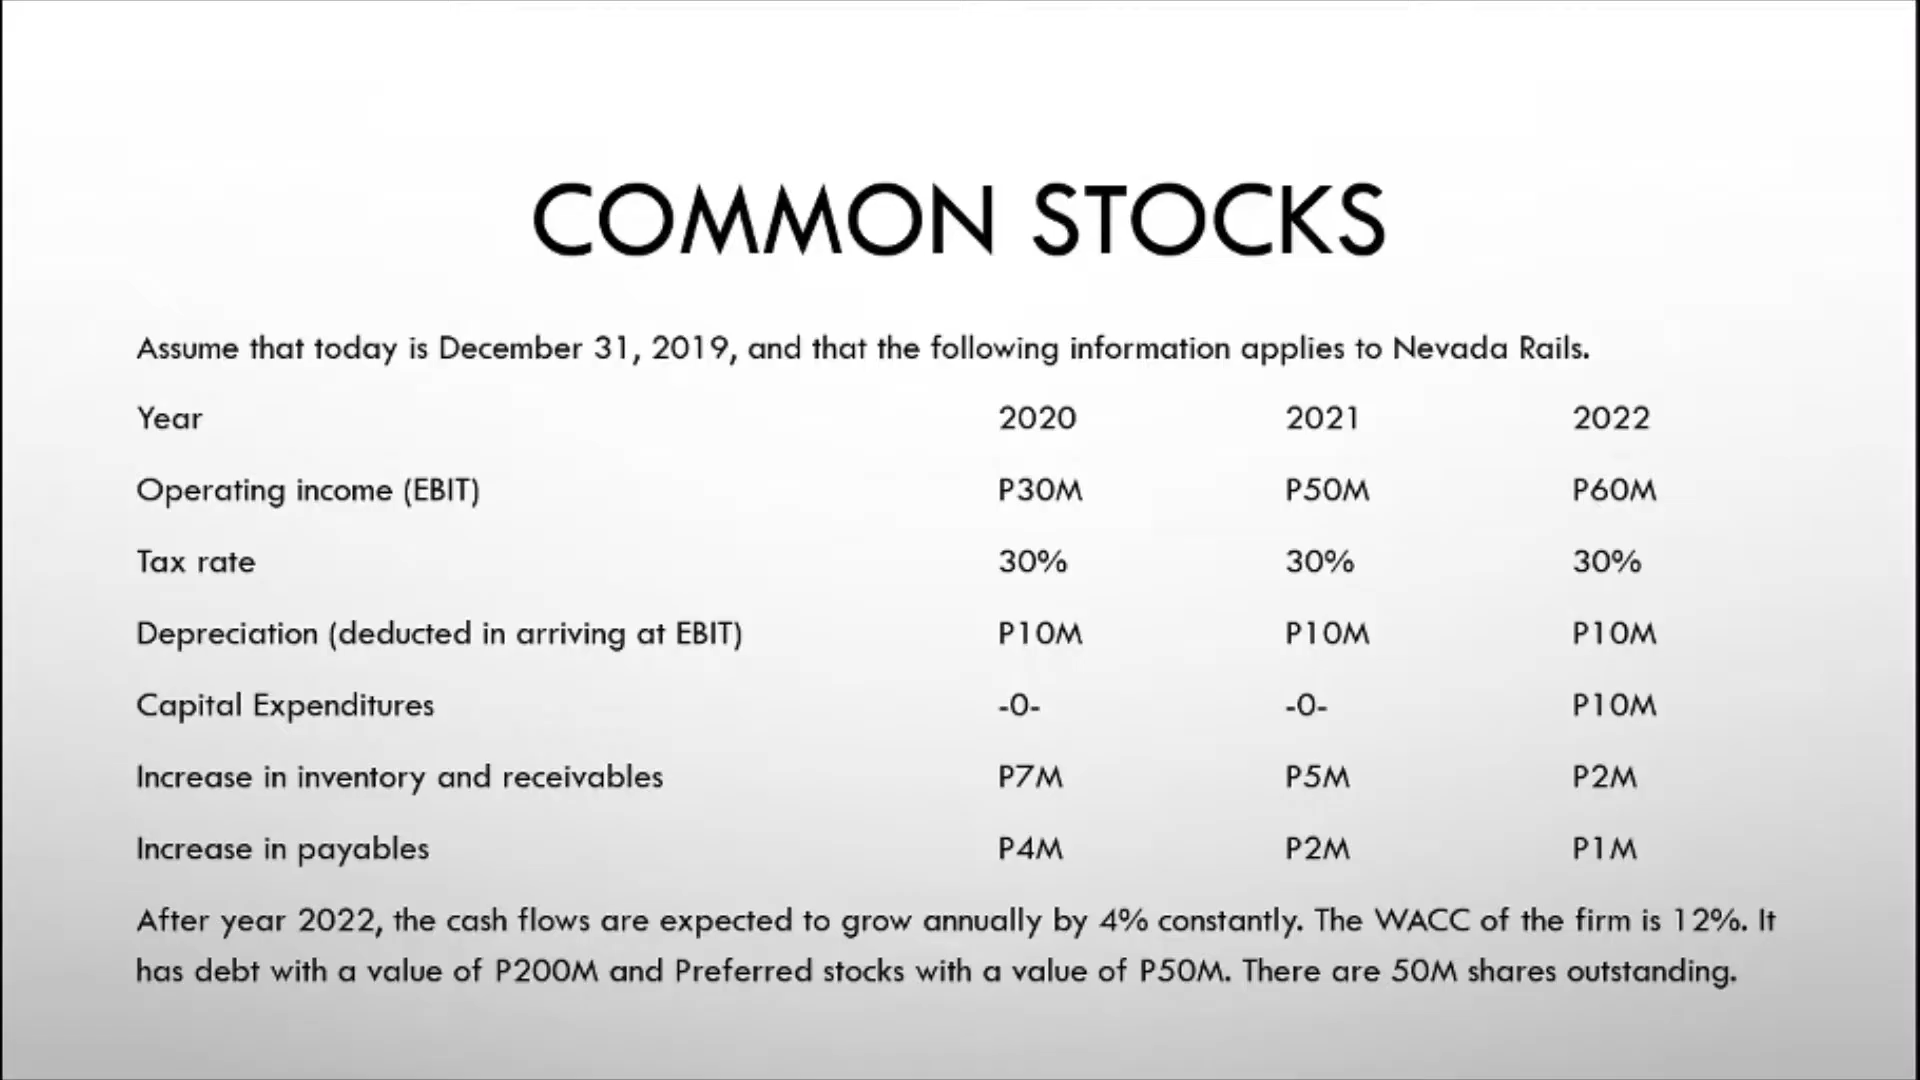 COMMON STOCKS
Assume that today is December 31, 2019, and that the following information applies to Nevada Rails.
Year 2020 2021 2022
Operating income (EBIT) P30M P50M P60M
Tax rate 30% 30% 30%
Depreciation (deducted in arriving at EBIT) P10M P10M P10M
Capital Expenditures -0- -0- P10M
Increase in inventory and receivables P7M P5M P2M
Increase in payables P4M P2M P1M
After year 2022, the cash flows are expected to grow annually by 4% constantly. The WACC of the firm is 12%. It
has debt with a value of P200M and Preferred stocks with a value of P50M. There are 50M shares outstanding.